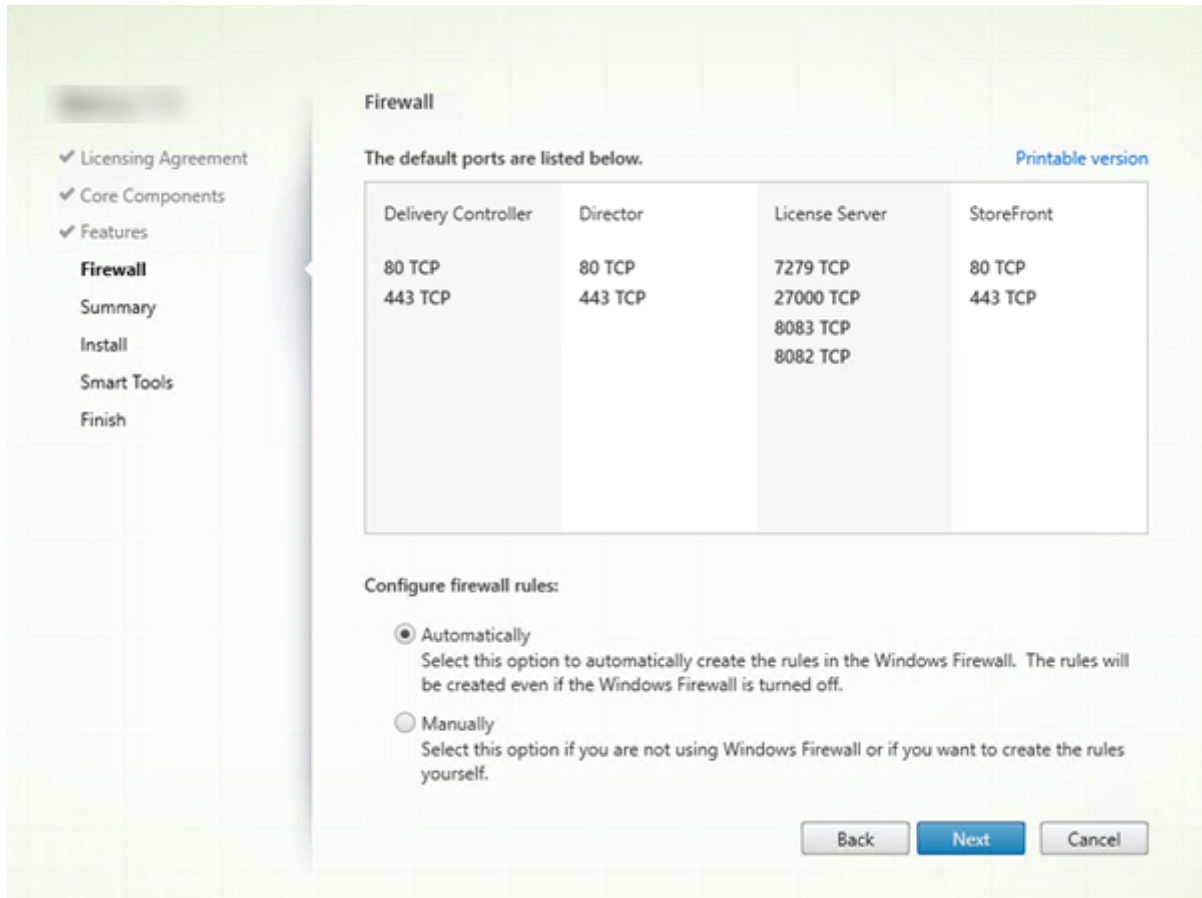 Licensing Agreement
Core Components
Features
Firewall
Summary
Install
Smart Tools
Finish
Firewall
The default ports are listed below.
Printable version
Delivery Controller
80 TCP
443 TCP
Director
80 TCP
443 TCP
License Server
7279 TCP
27000 TCP
8083 TCP
8082 TCP
StoreFront
80 TCP
443 TCP
Configure firewall rules:
Automatically
Select this option to automatically create the rules in the Windows Firewall. The rules will
be created even if the Windows Firewall is turned off.
Manually
Select this option if you are not using Windows Firewall or if you want to create the rules
yourself.
Back
Next
Cancel